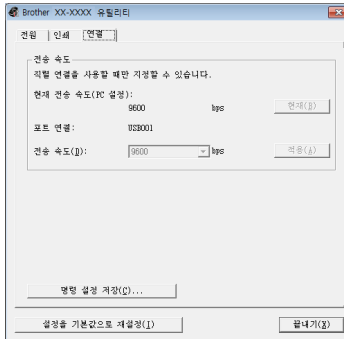 Brother XX-XXXX 유틸리티
전원 인쇄 연결
전송 속도
직렬 연결을 사용할 때만 지정할 수 있습니다.
현재 전송 속도(PC 설정):
9600 bps 현재(R)
포트 연결: USB001
전송 속도(D): 9600 bps 적용(A)
명령 설정 저장(C)...
설정을 기본값으로 재설정(I) 끝내기(X)